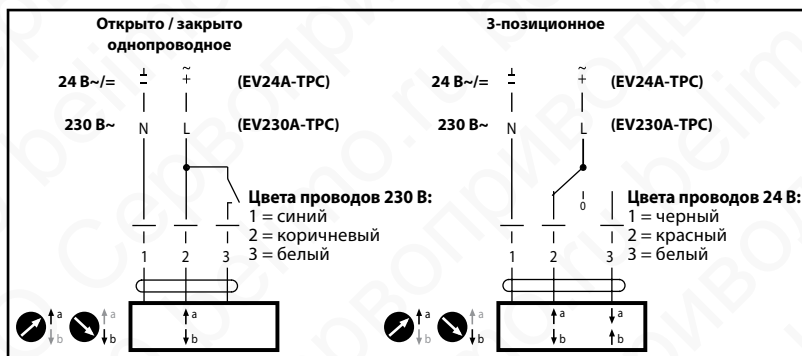 Открыто / закрыто
однопроводное
24 В~/=
~
+
(EV24A-TPC)
230 В~
N
L
(EV230A-TPC)
Цвета проводов 230 В:
1 = синий
2 = коричневый
3 = белый
1 2 3
a
b
a
b
a
b
3-позиционное
24 В~/=
~
+
(EV24A-TPC)
230 В~
N
L
(EV230A-TPC)
0
Цвета проводов 24 В:
1 = черный
2 = красный
3 = белый
1 2 3
a
b
a
b
a
b
a
b